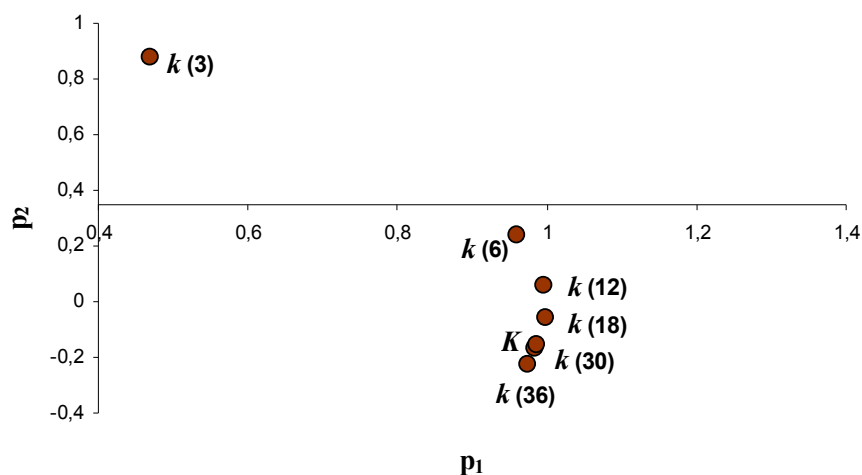 1
k (3)
0,8
0,6
p₂
0,4
0,4 0,6 0,8 1 1,2 1,4
0,2
k (6)
k (12)
0
k (18)
K
-0,2
k (30)
k (36)
-0,4
p₁